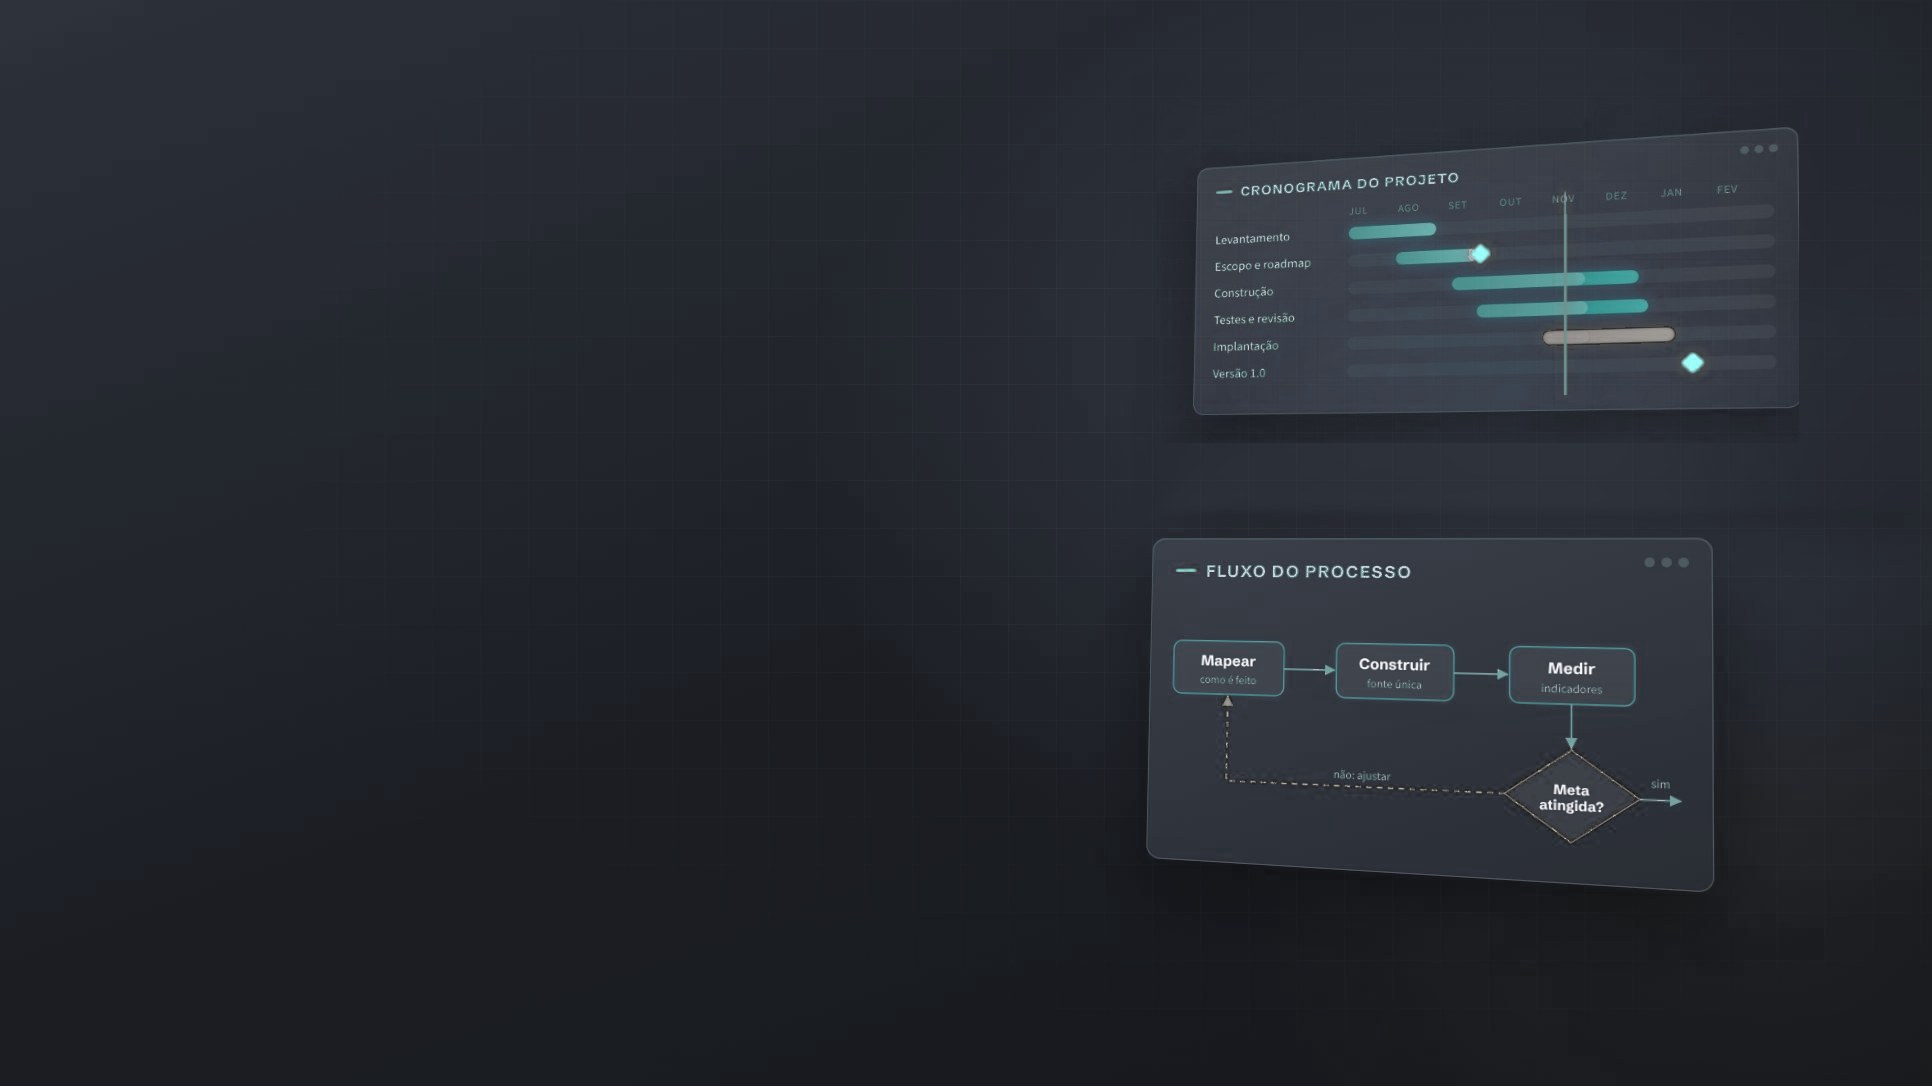 CRONOGRAMA DO PROJETO
JUL AGO SET OUT NOV DEZ JAN FEV
Levantamento
Escopo e roadmap
Construção
Testes e revisão
Implantação
Versão 1.0
FLUXO DO PROCESSO
Mapear
como é feito
Construir
fonte única
Medir
indicadores
não: ajustar
Meta
atingida?
sim